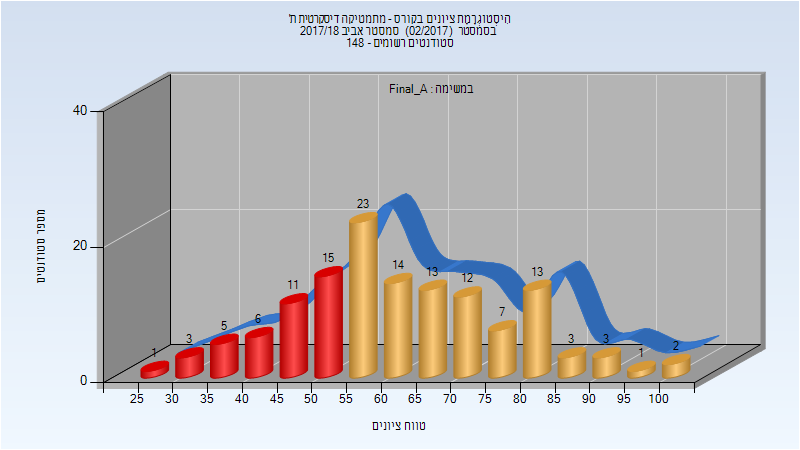 היסטוגרמת ציונים בקורס - מתמטיקה דיסקרטית ח'
בסמסטר (02/2017) סמסטר אביב 2017/18
סטודנטים רשומים - 148
במשימה : Final_A
מספר סטודנטים
40
20
0
1 3 5 6 11 15 23 14 13 12 7 13 3 3 1 2
25 30 35 40 45 50 55 60 65 70 75 80 85 90 95 100
טווח ציונים